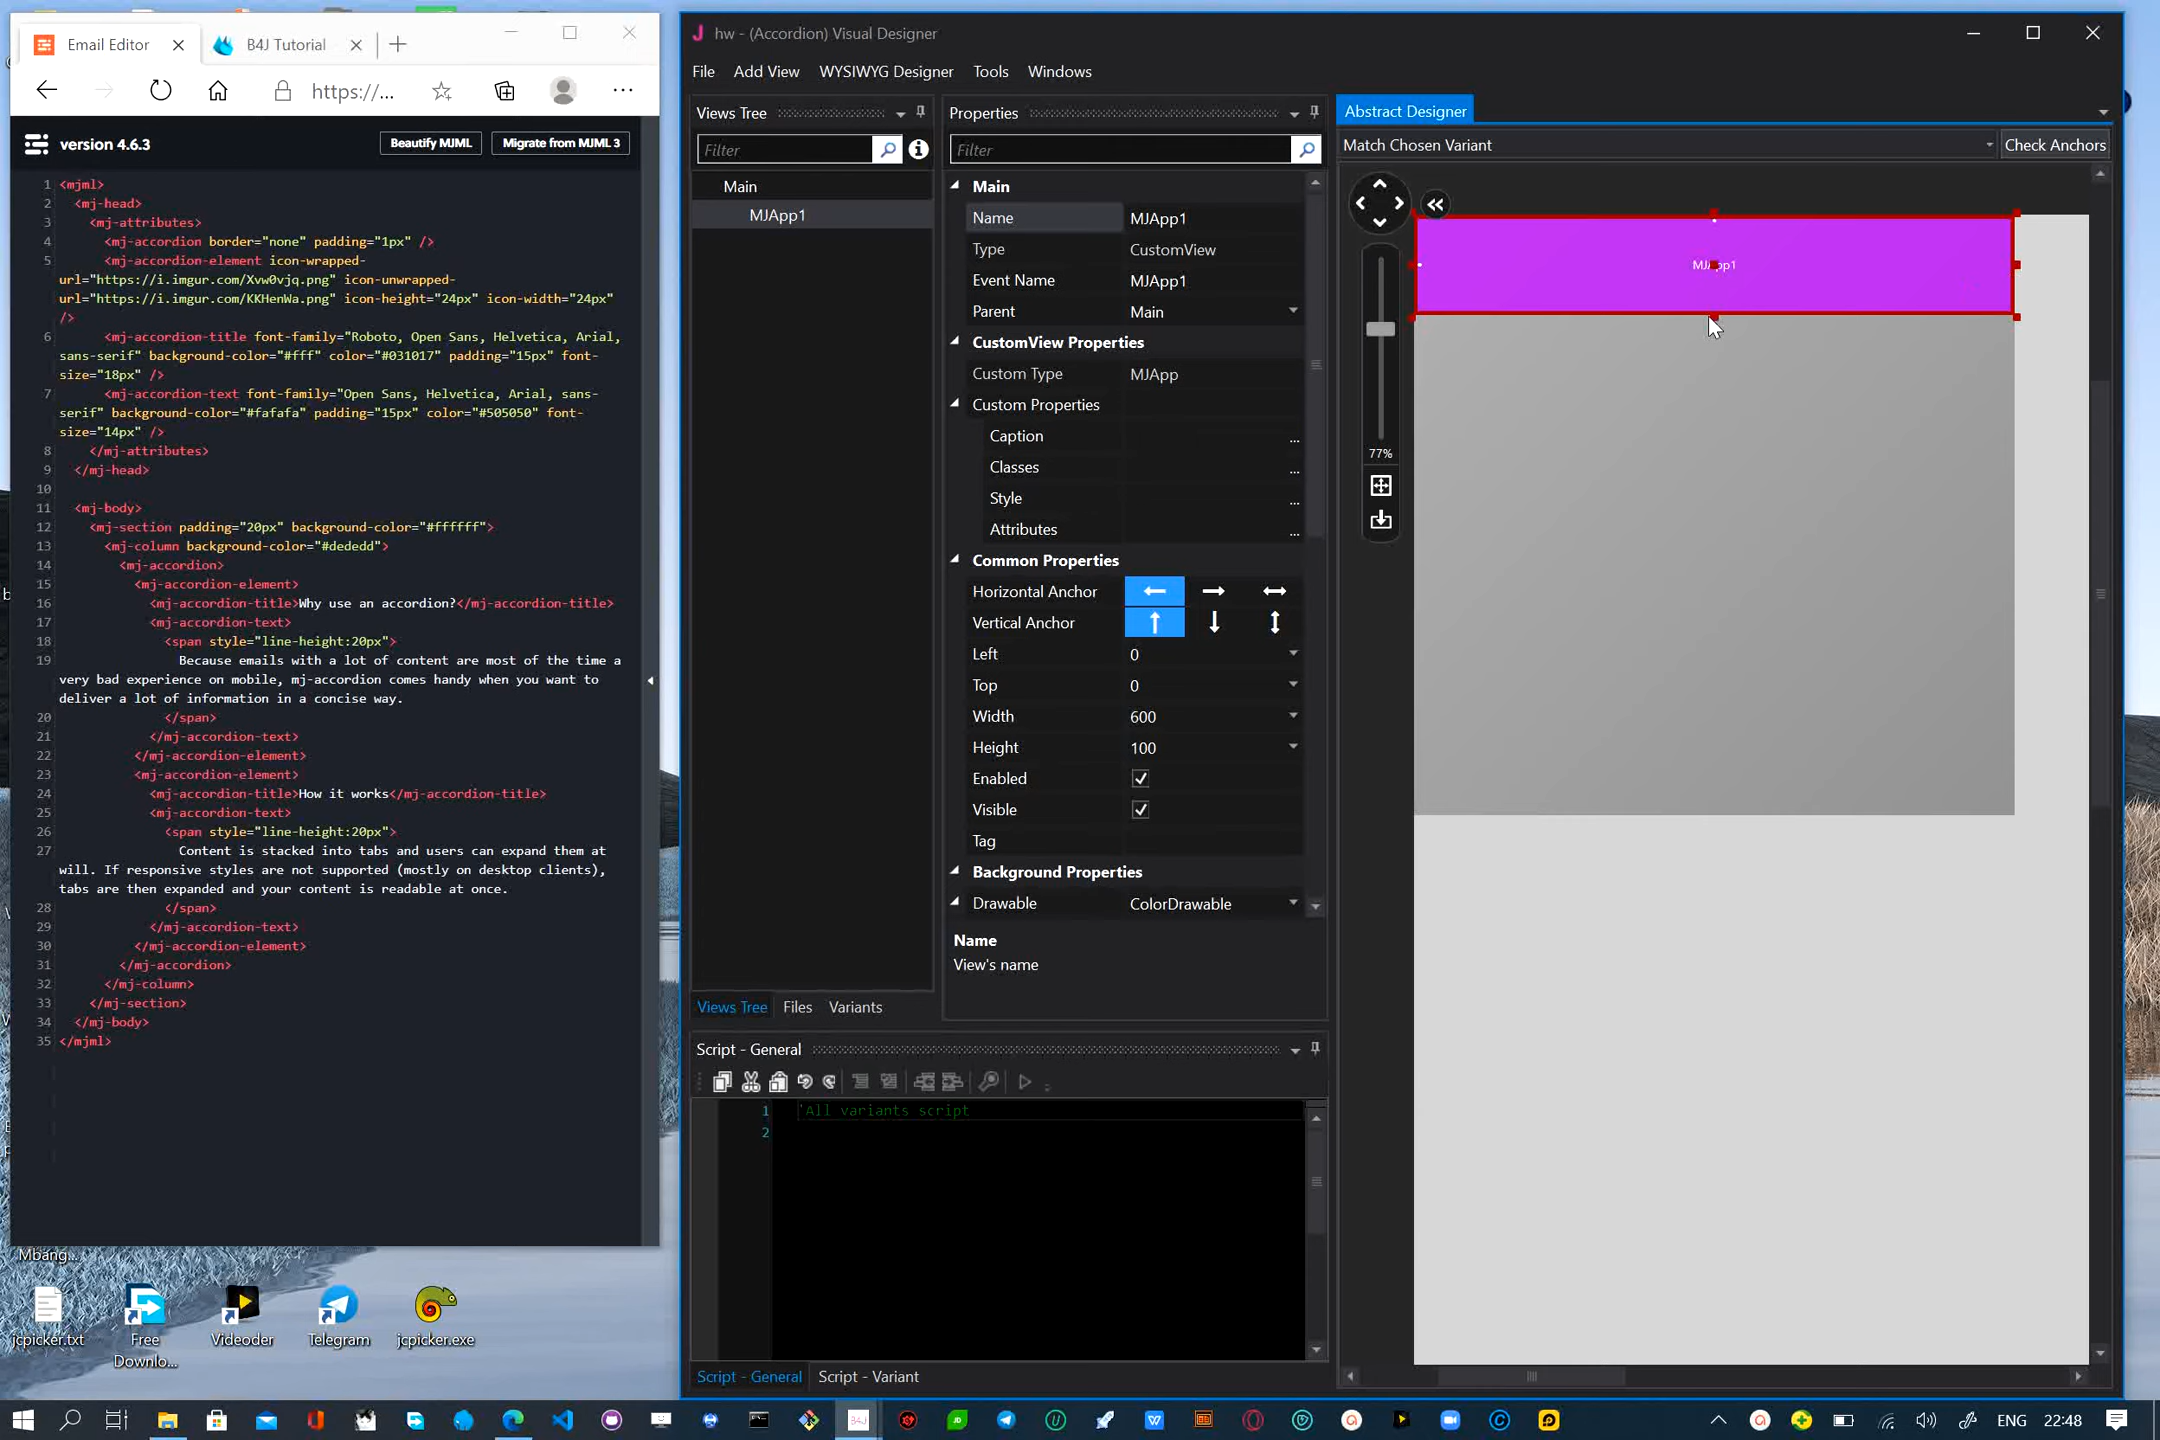 Email Editor
B4J Tutorial
https://...
version 4.6.3
Beautify MJML
Migrate from MJML 3
1 <mjml>
2 <mj-head>
3 <mj-attributes>
4 <mj-accordion border="none" padding="1px" />
5 <mj-accordion-element icon-wrapped-
url="https://i.imgur.com/Xvw0vjq.png" icon-unwrapped-
url="https://i.imgur.com/KKHenWa.png" icon-height="24px" icon-width="24px"
/>
6 <mj-accordion-title font-family="Roboto, Open Sans, Helvetica, Arial,
sans-serif" background-color="#fff" color="#031017" padding="15px" font-
size="18px" />
7 <mj-accordion-text font-family="Open Sans, Helvetica, Arial, sans-
serif" background-color="#fafafa" padding="15px" color="#505050" font-
size="14px" />
8 </mj-attributes>
9 </mj-head>
10
11 <mj-body>
12 <mj-section padding="20px" background-color="#ffffff">
13 <mj-column background-color="#dededd">
14 <mj-accordion>
15 <mj-accordion-element>
16 <mj-accordion-title>Why use an accordion?</mj-accordion-title>
17 <mj-accordion-text>
18 <span style="line-height:20px">
19 Because emails with a lot of content are most of the time a
very bad experience on mobile, mj-accordion comes handy when you want to
deliver a lot of information in a concise way.
20 </span>
21 </mj-accordion-text>
22 </mj-accordion-element>
23 <mj-accordion-element>
24 <mj-accordion-title>How it works</mj-accordion-title>
25 <mj-accordion-text>
26 <span style="line-height:20px">
27 Content is stacked into tabs and users can expand them at
will. If responsive styles are not supported (mostly on desktop clients),
tabs are then expanded and your content is readable at once.
28 </span>
29 </mj-accordion-text>
30 </mj-accordion-element>
31 </mj-accordion>
32 </mj-column>
33 </mj-section>
34 </mj-body>
35 </mjml>
Mbang...
jcpicker.txt
Free
Downlo...
Videoder
Telegram
jcpicker.exe
hw - (Accordion) Visual Designer
File Add View WYSIWYG Designer Tools Windows
Views Tree
Filter
Main
MJApp1
Views Tree Files Variants
Properties
Filter
Main
Name MJApp1
Type CustomView
Event Name MJApp1
Parent Main
CustomView Properties
Custom Type MJApp
Custom Properties
Caption ...
Classes ...
Style ...
Attributes ...
Common Properties
Horizontal Anchor
Vertical Anchor
Left 0
Top 0
Width 600
Height 100
Enabled
Visible
Tag
Background Properties
Drawable ColorDrawable
Name
View's name
Script - General
1 'All variants script
2
Script - General Script - Variant
Abstract Designer
Match Chosen Variant
Check Anchors
77%
ENG 22:48